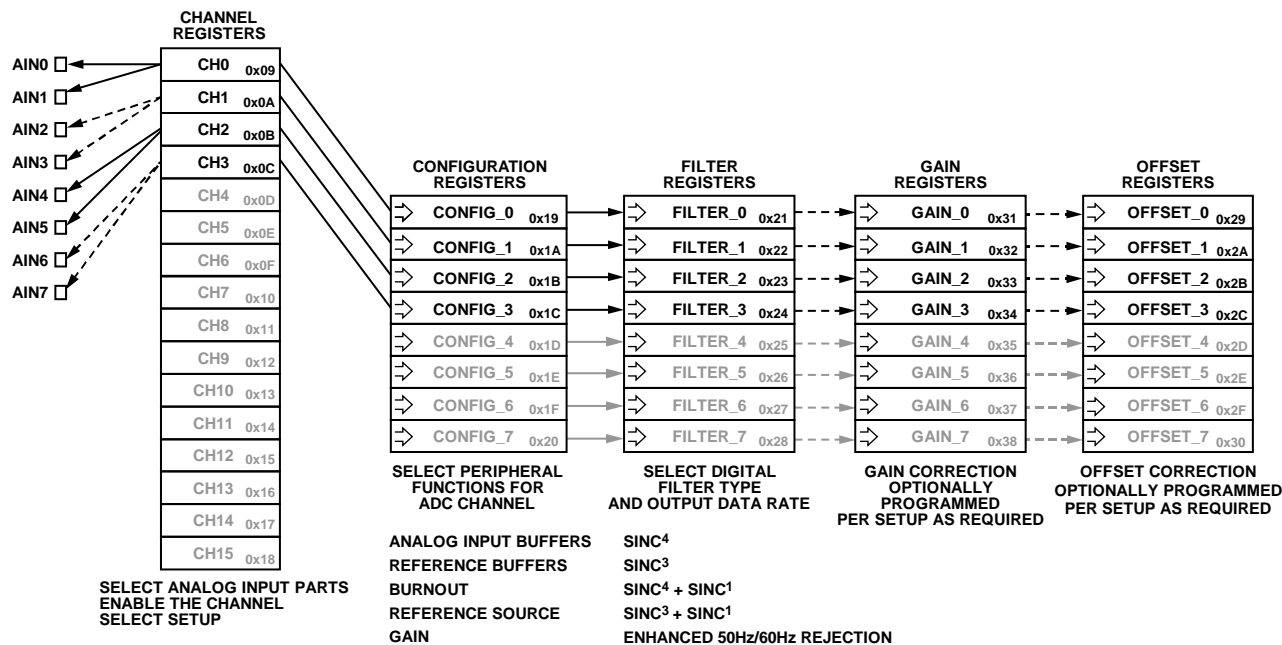 CHANNEL
REGISTERS
AIN0
AIN1
AIN2
AIN3
AIN4
AIN5
AIN6
AIN7
CH0 0x09
CH1 0x0A
CH2 0x0B
CH3 0x0C
CH4 0x0D
CH5 0x0E
CH6 0x0F
CH7 0x10
CH8 0x11
CH9 0x12
CH10 0x13
CH11 0x14
CH12 0x15
CH13 0x16
CH14 0x17
CH15 0x18
SELECT ANALOG INPUT PARTS
ENABLE THE CHANNEL
SELECT SETUP
CONFIGURATION
REGISTERS
CONFIG_0 0x19
CONFIG_1 0x1A
CONFIG_2 0x1B
CONFIG_3 0x1C
CONFIG_4 0x1D
CONFIG_5 0x1E
CONFIG_6 0x1F
CONFIG_7 0x20
SELECT PERIPHERAL
FUNCTIONS FOR
ADC CHANNEL
ANALOG INPUT BUFFERS
REFERENCE BUFFERS
BURNOUT
REFERENCE SOURCE
GAIN
FILTER
REGISTERS
FILTER_0 0x21
FILTER_1 0x22
FILTER_2 0x23
FILTER_3 0x24
FILTER_4 0x25
FILTER_5 0x26
FILTER_6 0x27
FILTER_7 0x28
SELECT DIGITAL
FILTER TYPE
AND OUTPUT DATA RATE
SINC4
SINC3
SINC4 + SINC1
SINC3 + SINC1
ENHANCED 50Hz/60Hz REJECTION
GAIN
REGISTERS
GAIN_0 0x31
GAIN_1 0x32
GAIN_2 0x33
GAIN_3 0x34
GAIN_4 0x35
GAIN_5 0x36
GAIN_6 0x37
GAIN_7 0x38
GAIN CORRECTION
OPTIONALLY
PROGRAMMED
PER SETUP AS REQUIRED
OFFSET
REGISTERS
OFFSET_0 0x29
OFFSET_1 0x2A
OFFSET_2 0x2B
OFFSET_3 0x2C
OFFSET_4 0x2D
OFFSET_5 0x2E
OFFSET_6 0x2F
OFFSET_7 0x30
OFFSET CORRECTION
OPTIONALLY PROGRAMMED
PER SETUP AS REQUIRED